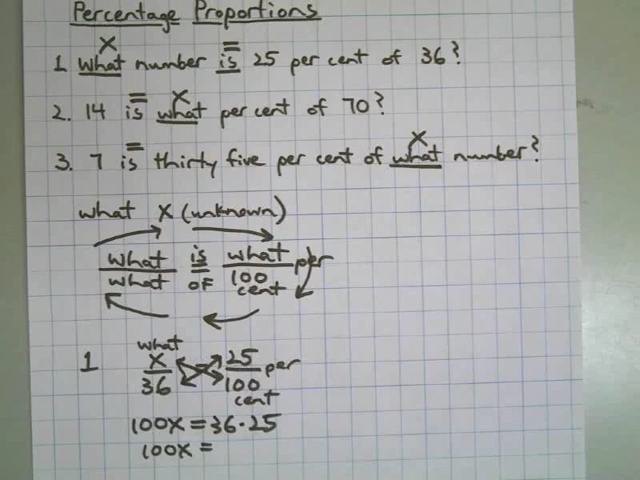 Percentage Proportions
X =
1. What number is 25 per cent of 36?
= X
2. 14 is what per cent of 70?
= X
3. 7 is thirty five per cent of what number?
what X (unknown)
what is what per
what = 100
of cent
what
1 X 25 per
36 100
cent
100X = 36·25
100X =